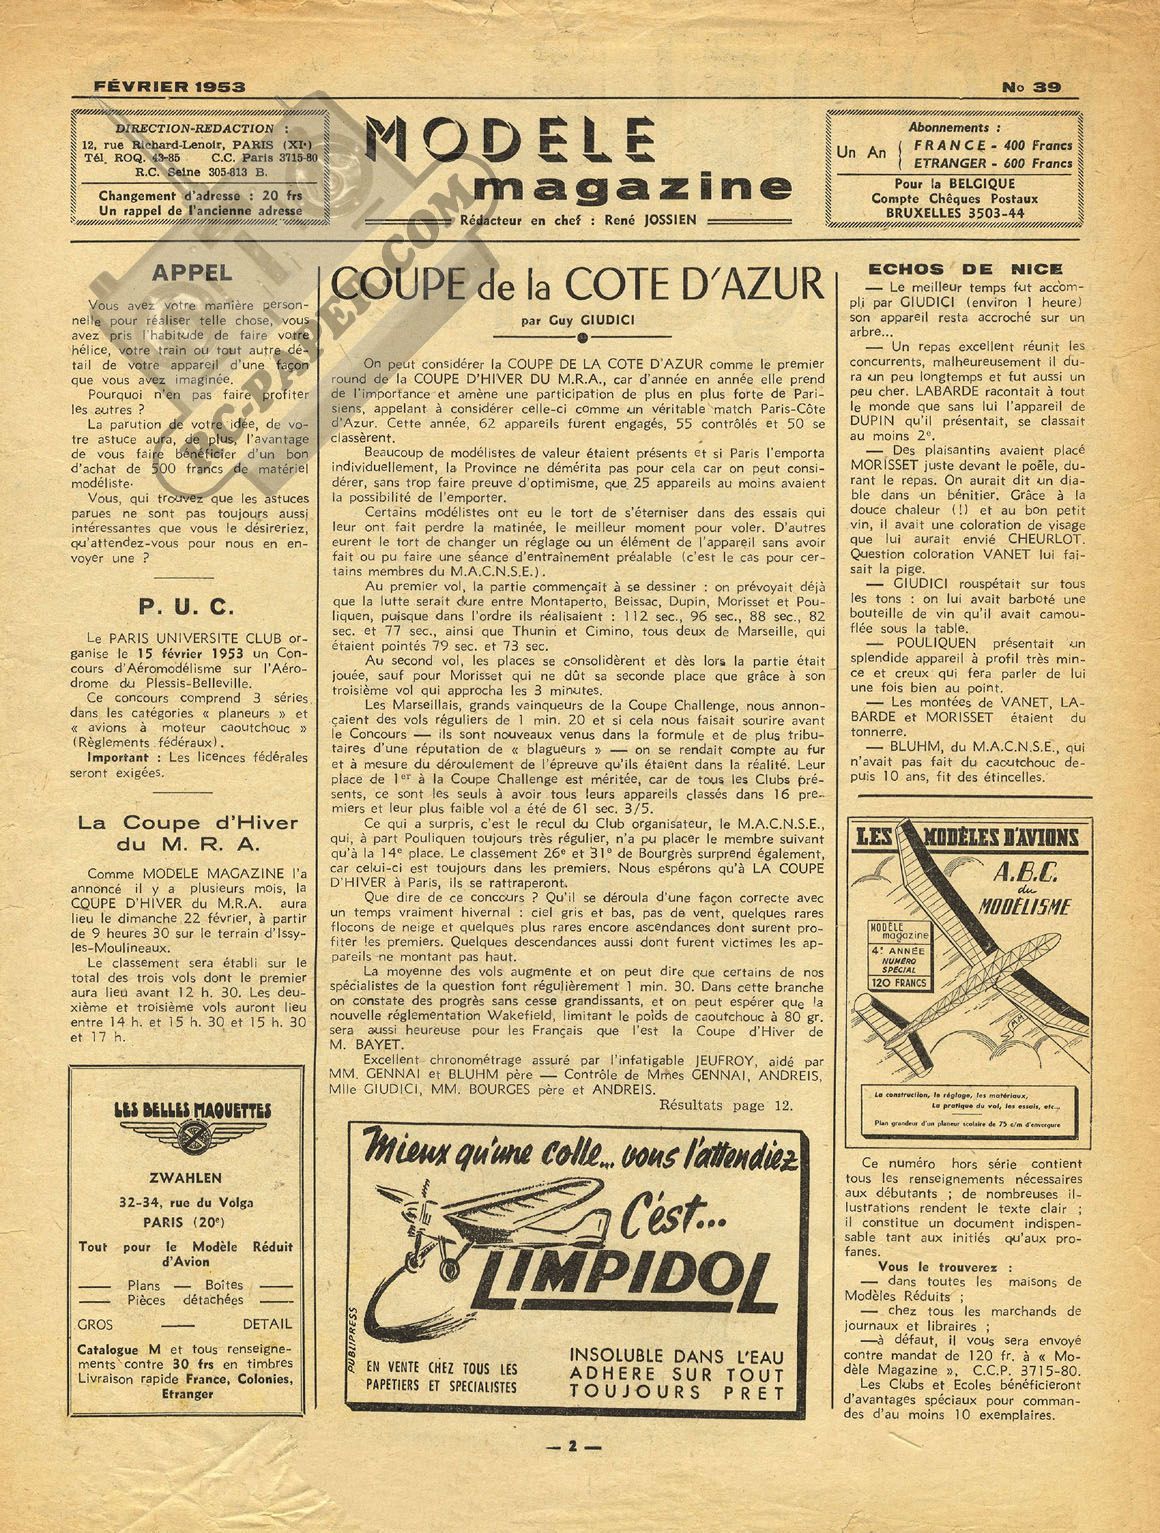 FÉVRIER 1953
No 39
DIRECTION-REDACTION :
12, rue Richard-Lenoir, PARIS (XIe)
Tél. ROQ. 43-85 C.C. Paris 3715-80
R.C. Seine 305-813 B.
Changement d'adresse : 20 frs
Un rappel de l'ancienne adresse
MODELE
magazine
Rédacteur en chef : René JOSSIEN
Abonnements :
Un An
FRANCE - 400 Francs
ETRANGER - 600 Francs
Pour la BELGIQUE
Compte Chêques Postaux
BRUXELLES 3503-44
RC-PAPER.COM
APPEL
Vous avez votre manière person-
nelle pour réaliser telle chose, vous
avez pris l'habitude de faire votre
hélice, votre train ou tout autre dé-
tail de votre appareil d'une façon
que vous avez imaginée.
Pourquoi n'en pas faire profiter
les autres ?
La parution de votre idée, de vo-
tre astuce aura, de plus, l'avantage
de vous faire bénéficier d'un bon
d'achat de 500 francs de matériel
modéliste.
Vous, qui trouvez que les astuces
parues ne sont pas toujours aussi
intéressantes que vous le désireriez,
qu'attendez-vous pour nous en en-
voyer une ?
P. U. C.
Le PARIS UNIVERSITE CLUB or-
ganise le 15 février 1953 un Con-
cours d'Aéromodélisme sur l'Aéro-
drome du Plessis-Belleville.
Ce concours comprend 3 séries
dans les catégories « planeurs » et
« avions à moteur caoutchouc »
(Règlements fédéraux).
Important : Les licences fédérales
seront exigées.
La Coupe d'Hiver
du M. R. A.
Comme MODELE MAGAZINE l'a
annoncé il y a plusieurs mois, la
COUPE D'HIVER du M.R.A. aura
lieu le dimanche 22 février, à partir
de 9 heures 30 sur le terrain d'Issy-
les-Moulineaux.
Le classement sera établi sur le
total des trois vols dont le premier
aura lieu avant 12 h. 30. Les deu-
xième et troisième vols auront lieu
entre 14 h. et 15 h. 30 et 15 h. 30
et 17 h.
LES BELLES MAQUETTES
ZWAHLEN
32-34, rue du Volga
PARIS (20e)
Tout pour le Modèle Réduit
d'Avion
Plans — Boîtes
Pièces détachées
GROS — DETAIL
Catalogue M et tous renseigne-
ments contre 30 frs en timbres
Livraison rapide France, Colonies,
Etranger
COUPE de la COTE D'AZUR
par Guy GIUDICI
On peut considérer la COUPE DE LA COTE D'AZUR comme le premier
round de la COUPE D'HIVER DU M.R.A., car d'année en année elle prend
de l'importance et amène une participation de plus en plus forte de Pari-
siens, appelant à considérer celle-ci comme un véritable match Paris-Côte
d'Azur. Cette année, 62 appareils furent engagés, 55 contrôlés et 50 se
classèrent.
Beaucoup de modélistes de valeur étaient présents et si Paris l'emporta
individuellement, la Province ne démérita pas pour cela car on peut consi-
dérer, sans trop faire preuve d'optimisme, que 25 appareils au moins avaient
la possibilité de l'emporter.
Certains modélistes ont eu le tort de s'éterniser dans des essais qui
leur ont fait perdre la matinée, le meilleur moment pour voler. D'autres
eurent le tort de changer un réglage ou un élément de l'appareil sans avoir
fait ou pu faire une séance d'entraînement préalable (c'est le cas pour cer-
tains membres du M.A.C.N.S.E.).
Au premier vol, la partie commençait à se dessiner : on prévoyait déjà
que la lutte serait dure entre Montaperto, Beissac, Dupin, Morisset et Pou-
liquen, puisque dans l'ordre ils réalisaient : 112 sec., 96 sec., 88 sec., 82
sec. et 77 sec., ainsi que Thunin et Cimino, tous deux de Marseille, qui
étaient pointés 79 sec. et 73 sec.
Au second vol, les places se consolidèrent et dès lors la partie était
jouée, sauf pour Morisset qui ne dût sa seconde place que grâce à son
troisième vol qui approcha les 3 minutes.
Les Marseillais, grands vainqueurs de la Coupe Challenge, nous annon-
çaient des vols réguliers de 1 min. 20 et si cela nous faisait sourire avant
le Concours — ils sont nouveaux venus dans la formule et de plus tribu-
taires d'une réputation de « blagueurs » — on se rendait compte au fur
et à mesure du déroulement de l'épreuve qu'ils étaient dans la réalité. Leur
place de 1er à la Coupe Challenge est méritée, car de tous les Clubs pré-
sents, ce sont les seuls à avoir tous leurs appareils classés dans 16 pre-
miers et leur plus faible vol a été de 61 sec. 3/5.
Ce qui a surpris, c'est le recul du Club organisateur, le M.A.C.N.S.E.,
qui, à part Pouliquen toujours très régulier, n'a pu placer le membre suivant
qu'à la 14e place. Le classement 26e et 31e de Bourgrès surprend également,
car celui-ci est toujours dans les premiers. Nous espérons qu'à LA COUPE
D'HIVER à Paris, ils se rattraperont.
Que dire de ce concours ? Qu'il se déroula d'une façon correcte avec
un temps vraiment hivernal : ciel gris et bas, pas de vent, quelques rares
flocons de neige et quelques plus rares encore ascendances dont surent pro-
fiter les premiers. Quelques descendances aussi dont furent victimes les ap-
pareils ne montant pas haut.
La moyenne des vols augmente et on peut dire que certains de nos
spécialistes de la question font régulièrement 1 min. 30. Dans cette branche
on constate des progrès sans cesse grandissants, et on peut espérer que la
nouvelle réglementation Wakefield, limitant le poids de caoutchouc à 80 gr.
sera aussi heureuse pour les Français que l'est la Coupe d'Hiver de
M. BAYET.
Excellent chronométrage assuré par l'infatigable JEUFROY, aidé par
MM. GENNAI et BLUHM père — Contrôle de Mmes GENNAI, ANDREIS,
Mlle GIUDICI, MM. BOURGES père et ANDREIS.
Résultats page 12.
Mieux qu'une colle... vous l'attendiez
C'est...
LIMPIDOL
PUBLIPRESS
EN VENTE CHEZ TOUS LES
PAPETIERS ET SPECIALISTES
INSOLUBLE DANS L'EAU
ADHERE SUR TOUT
TOUJOURS PRET
ECHOS DE NICE
— Le meilleur temps fut accom-
pli par GIUDICI (environ 1 heure)
son appareil resta accroché sur un
arbre...
— Un repas excellent réunit les
concurrents, malheureusement il du-
ra un peu longtemps et fut aussi un
peu cher. LABARDE racontait à tout
le monde que sans lui l'appareil de
DUPIN qu'il présentait, se classait
au moins 2e.
— Des plaisantins avaient placé
MORISSET juste devant le poële, du-
rant le repas. On aurait dit un dia-
ble dans un bénitier. Grâce à la
douce chaleur (!) et au bon petit
vin, il avait une coloration de visage
que lui aurait envié CHEURLOT.
Question coloration VANET lui fai-
sait la pige.
— GIUDICI rouspétait sur tous
les tons : on lui avait barboté une
bouteille de vin qu'il avait camou-
flée sous la table.
— POULIQUEN présentait un
splendide appareil à profil très min-
ce et creux qui fera parler de lui
une fois bien au point.
— Les montées de VANET, LA-
BARDE et MORISSET étaient du
tonnerre.
— BLUHM, du M.A.C.N.S.E., qui
n'avait pas fait du caoutchouc de-
puis 10 ans, fit des étincelles.
LES MODÈLES D'AVIONS
A.B.C.
du
MODÉLISME
MODÈLE
magazine
4e ANNÉE
NUMÉRO
SPÉCIAL
120 FRANCS
La construction, le réglage, les matériaux,
La pratique du vol, les essais, etc...
Plan grandeur d'un planeur scolaire de 75 c/m d'envergure
Ce numéro hors série contient
tous les renseignements nécessaires
aux débutants ; de nombreuses il-
lustrations rendent le texte clair ;
il constitue un document indispen-
sable tant aux initiés qu'aux pro-
fanes.
Vous le trouverez :
— dans toutes les maisons de
Modèles Réduits ;
— chez tous les marchands de
journaux et libraires ;
—à défaut, il vous sera envoyé
contre mandat de 120 fr. à « Mo-
dèle Magazine », C.C.P. 3715-80.
Les Clubs et Ecoles bénéficieront
d'avantages spéciaux pour comman-
des d'au moins 10 exemplaires.
— 2 —